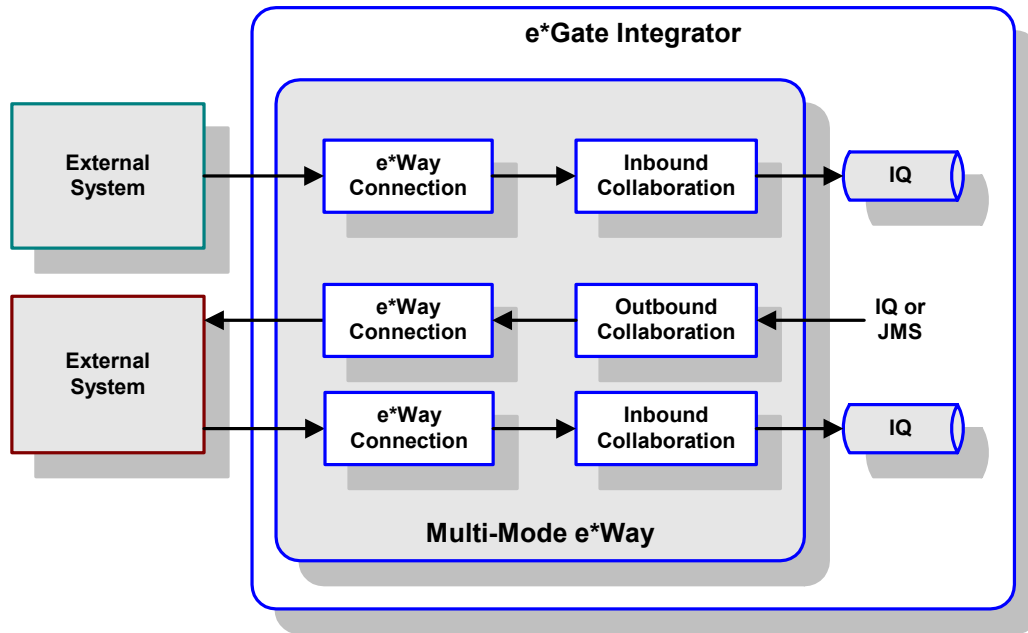 e*Gate Integrator
External
System
e*Way
Connection
Inbound
Collaboration
IQ
External
System
e*Way
Connection
Outbound
Collaboration
IQ or
JMS
e*Way
Connection
Inbound
Collaboration
IQ
Multi-Mode e*Way